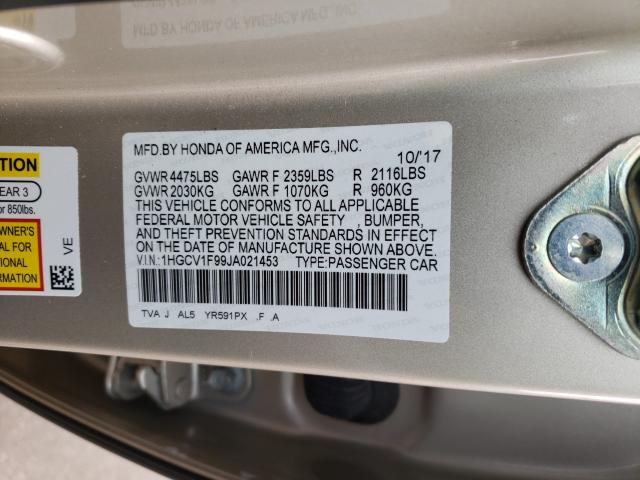 MFD.BY HONDA OF AMERICA MFG.,INC.
10/'17
GVWR 4475LBS GAWR F 2359LBS R 2116LBS
GVWR 2030KG GAWR F 1070KG R 960KG
THIS VEHICLE CONFORMS TO ALL APPLICABLE
FEDERAL MOTOR VEHICLE SAFETY , BUMPER,
AND THEFT PREVENTION STANDARDS IN EFFECT
ON THE DATE OF MANUFACTURE SHOWN ABOVE.
V.I.N:1HGCV1F99JA021453 TYPE:PASSENGER CAR
TVA J AL5 YR591PX .F .A
TION
EAR 3
r 850lbs.
WNER'S
AL FOR
TIONAL
RMATION
VE